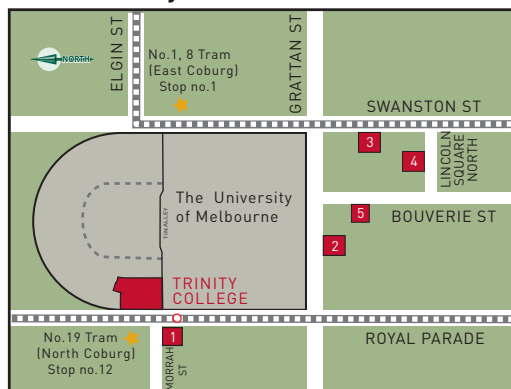 NORTH
ELGIN ST
No.1, 8 Tram
(East Coburg)
Stop no.1
GRATTAN ST
SWANSTON ST
3
4
LINCOLN
SQUARE
NORTH
The University
of Melbourne
TIN ALLEY
5
BOUVERIE ST
2
TRINITY
COLLEGE
No.19 Tram
(North Coburg)
Stop no.12
1
MORRAH
ST
ROYAL PARADE